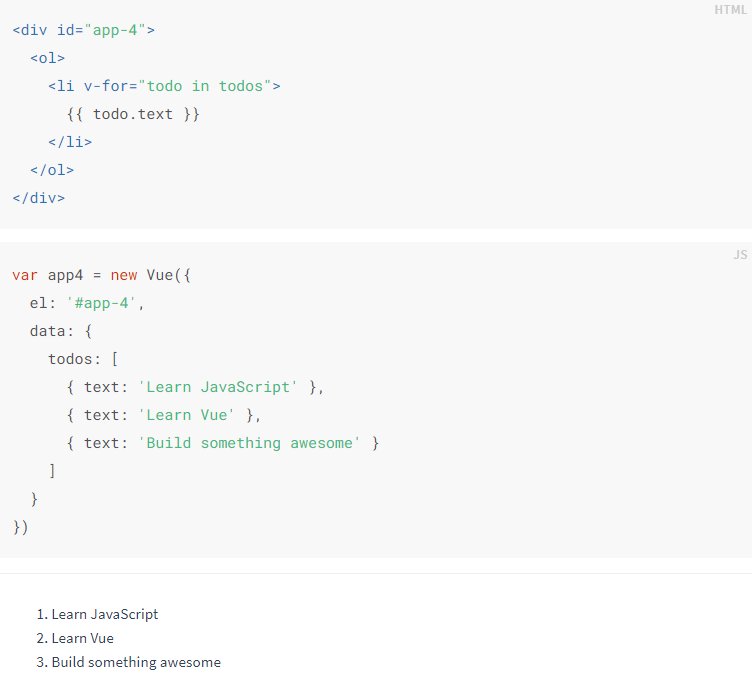 HTML
<div id="app-4">
  <ol>
    <li v-for="todo in todos">
      {{ todo.text }}
    </li>
  </ol>
</div>
JS
var app4 = new Vue({
  el: '#app-4',
  data: {
    todos: [
      { text: 'Learn JavaScript' },
      { text: 'Learn Vue' },
      { text: 'Build something awesome' }
    ]
  }
})
1. Learn JavaScript
2. Learn Vue
3. Build something awesome